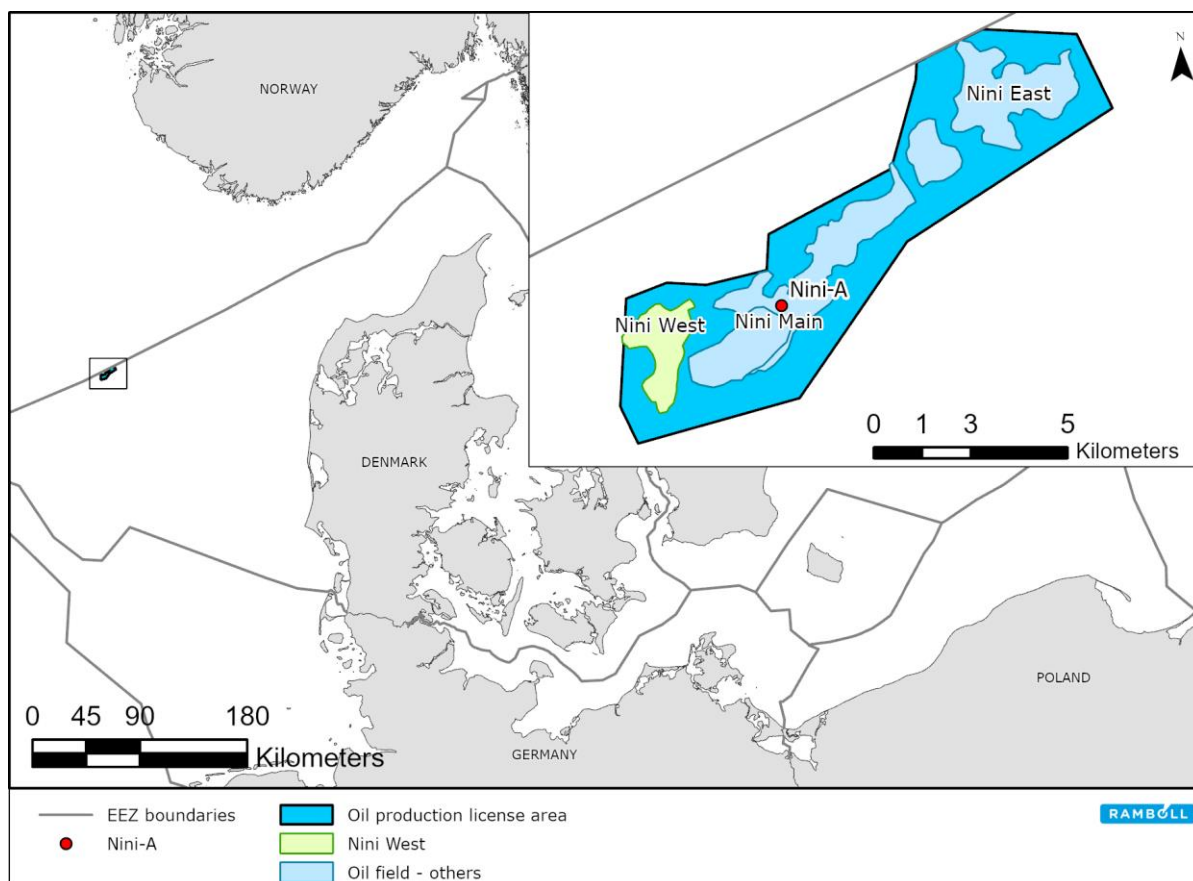 NORWAY
N
Nini East
Nini-A
Nini West
Nini Main
0 1 3 5
Kilometers
DENMARK
POLAND
0 45 90 180
Kilometers
GERMANY
EEZ boundaries
Oil production license area
RAMBOLL
Nini-A
Nini West
Oil field - others